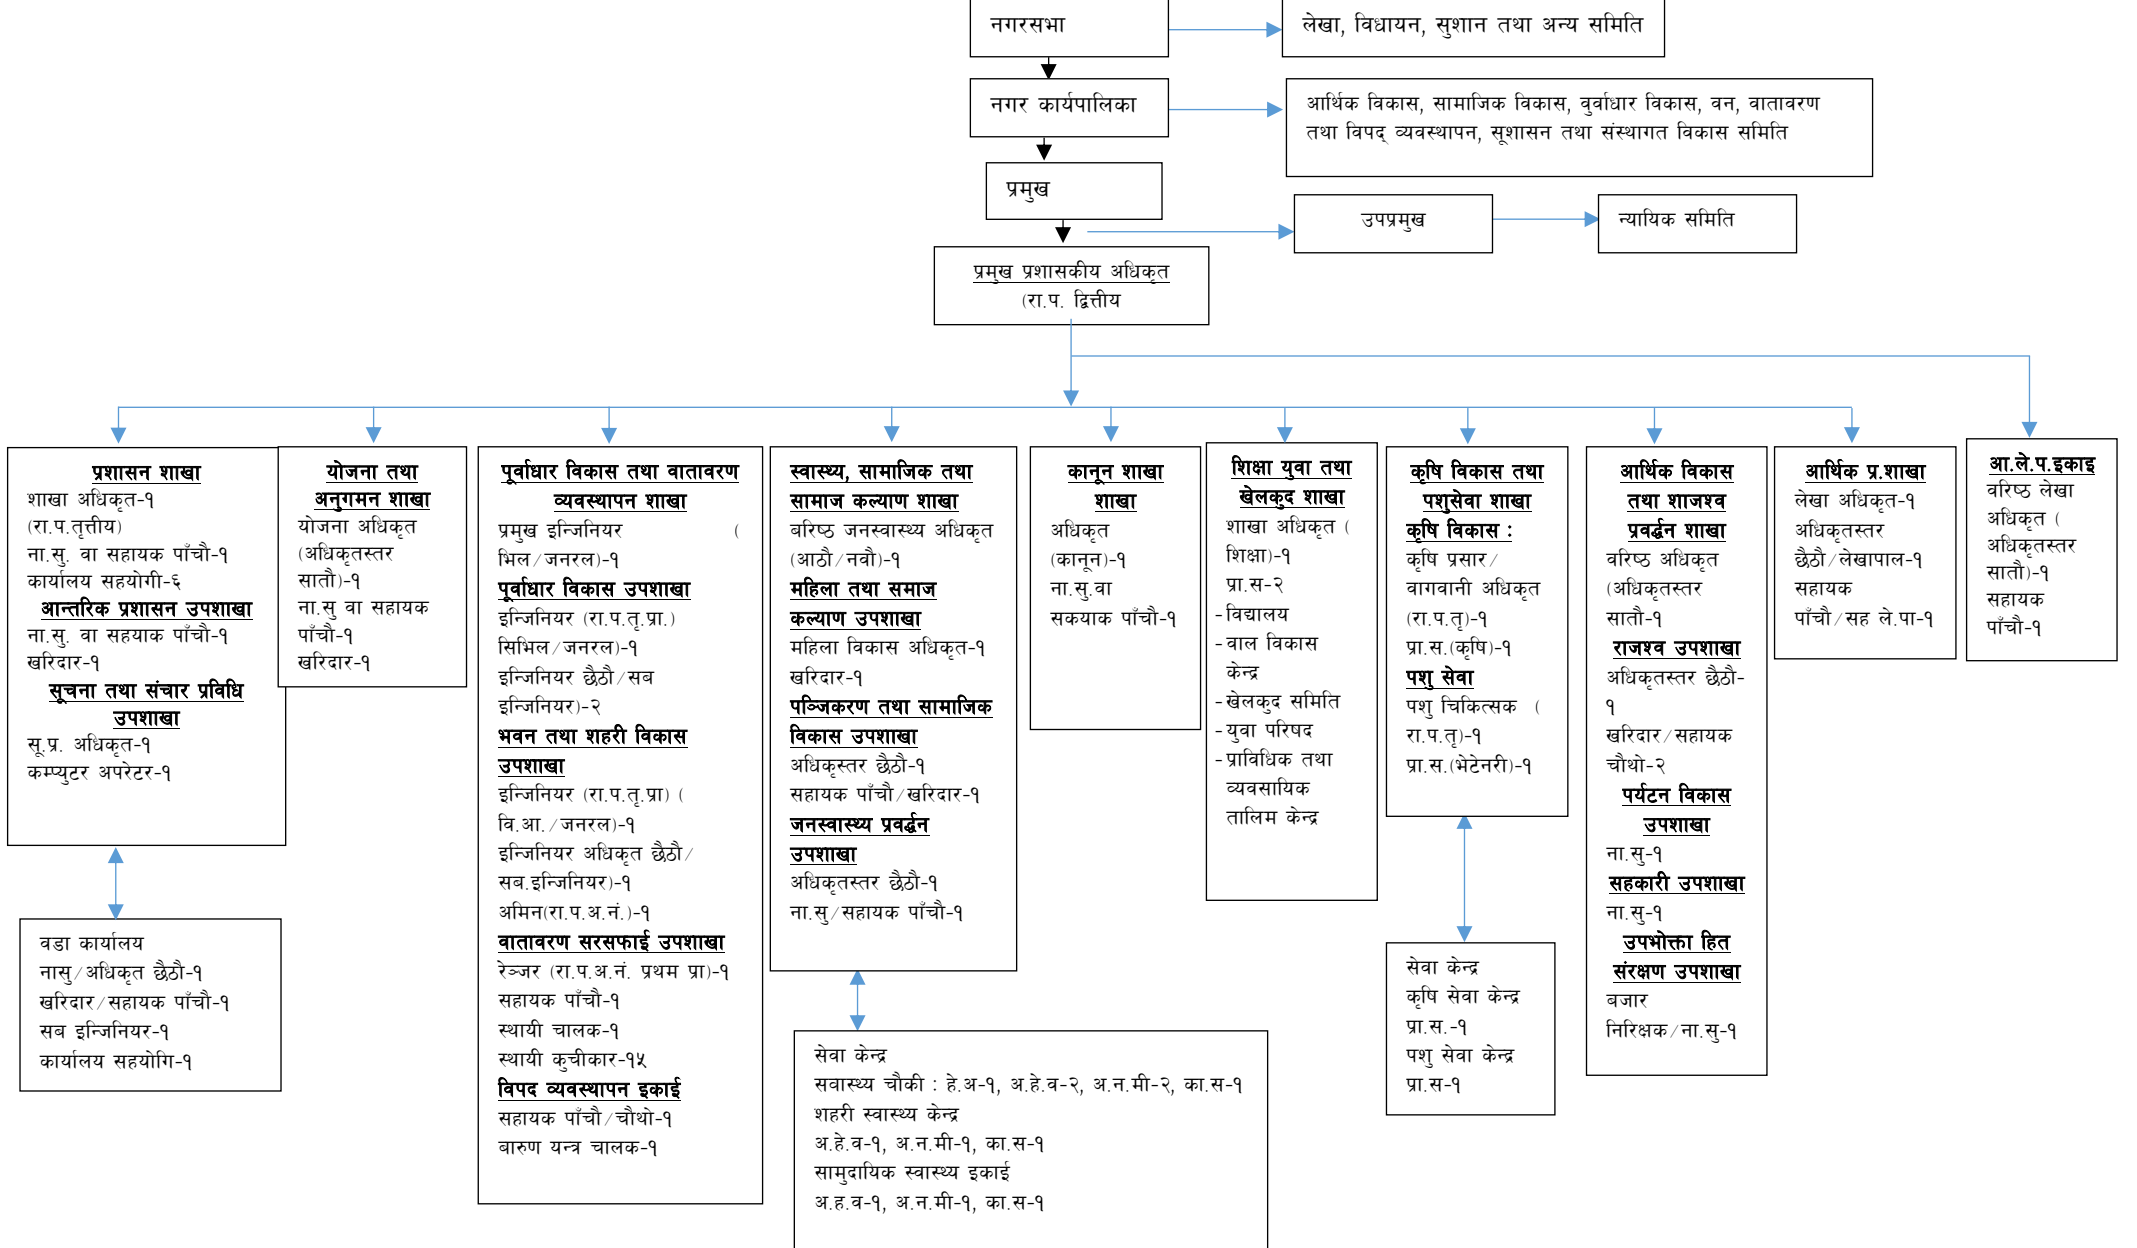 नगरसभा
लेखा, विधायन, सुशान तथा अन्य समिति
नगर कार्यपालिका
आर्थिक विकास, सामाजिक विकास, वुर्वाधार विकास, वन, वातावरण
तथा विपद् व्यवस्थापन, सूशासन तथा संस्थागत विकास समिति
प्रमुख
उपप्रमुख
न्यायिक समिति
प्रमुख प्रशासकीय अधिकृत
(रा.प. द्वित्तीय
प्रशासन शाखा
शाखा अधिकृत-१
(रा.प.तृत्तीय)
ना.सु. वा सहायक पाँचौ-१
कार्यालय सहयोगी-६
आन्तरिक प्रशासन उपशाखा
ना.सु. वा सहयाक पाँचौ-१
खरिदार-१
सूचना तथा संचार प्रविधि
उपशाखा
सू.प्र. अधिकृत-१
कम्प्युटर अपरेटर-१
वडा कार्यालय
नासु/अधिकृत छैठौ-१
खरिदार/सहायक पाँचौ-१
सब इन्जिनियर-१
कार्यालय सहयोगि-१
योजना तथा
अनुगमन शाखा
योजना अधिकृत
(अधिकृतस्तर
सातौ)-१
ना.सु वा सहायक
पाँचौ-१
खरिदार-१
पूर्वाधार विकास तथा वातावरण
व्यवस्थापन शाखा
प्रमुख इन्जिनियर (
भिल/जनरल)-१
पूर्वाधार विकास उपशाखा
इन्जिनियर (रा.प.तृ.प्रा.)
सिभिल/जनरल)-१
इन्जिनियर छैठौ/सब
इन्जिनियर)-२
भवन तथा शहरी विकास
उपशाखा
इन्जिनियर (रा.प.तृ.प्रा) (
वि.आ./जनरल)-१
इन्जिनियर अधिकृत छैठौ/
सब.इन्जिनियर)-१
अमिन(रा.प.अ.नं.)-१
वातावरण सरसफाई उपशाखा
रेञ्जर (रा.प.अ.नं. प्रथम प्रा)-१
सहायक पाँचौ-१
स्थायी चालक-१
स्थायी कुचीकार-१५
विपद व्यवस्थापन इकाई
सहायक पाँचौ/चौथो-१
बारुण यन्त्र चालक-१
स्वास्थ्य, सामाजिक तथा
सामाज कल्याण शाखा
बरिष्ठ जनस्वास्थ्य अधिकृत
(आठौ/नवौ)-१
महिला तथा समाज
कल्याण उपशाखा
महिला विकास अधिकृत-१
खरिदार-१
पञ्जिकरण तथा सामाजिक
विकास उपशाखा
अधिकृस्तर छैठौ-१
सहायक पाँचौ/खरिदार-१
जनस्वास्थ्य प्रवर्द्धन
उपशाखा
अधिकृतस्तर छैठौ-१
ना.सु/सहायक पाँचौ-१
सेवा केन्द्र
सवास्थ्य चौकी : हे.अ-१, अ.हे.व-२, अ.न.मी-२, का.स-१
शहरी स्वास्थ्य केन्द्र
अ.हे.व-१, अ.न.मी-१, का.स-१
सामुदायिक स्वास्थ्य इकाई
अ.ह.व-१, अ.न.मी-१, का.स-१
कानून शाखा
शाखा
अधिकृत
(कानून)-१
ना.सु.वा
सकयाक पाँचौ-१
शिक्षा युवा तथा
खेलकुद शाखा
शाखा अधिकृत (
शिक्षा)-१
प्रा.स-२
-विद्यालय
-वाल विकास
केन्द्र
-खेलकुद समिति
-युवा परिषद
-प्राविधिक तथा
व्यवसायिक
तालिम केन्द्र
कृषि विकास तथा
पशुसेवा शाखा
कृषि विकास :
कृषि प्रसार/
वागवानी अधिकृत
(रा.प.तृ)-१
प्रा.स.(कृषि)-१
पशु सेवा
पशु चिकित्सक (
रा.प.तृ)-१
प्रा.स.(भेटेनरी)-१
सेवा केन्द्र
कृषि सेवा केन्द्र
प्रा.स.-१
पशु सेवा केन्द्र
प्रा.स-१
आर्थिक विकास
तथा शाजश्व
प्रवर्द्धन शाखा
वरिष्ठ अधिकृत
(अधिकृतस्तर
सातौ-१
राजश्व उपशाखा
अधिकृतस्तर छैठौ-
१
खरिदार/सहायक
चौथो-२
पर्यटन विकास
उपशाखा
ना.सु-१
सहकारी उपशाखा
ना.सु-१
उपभोक्ता हित
संरक्षण उपशाखा
बजार
निरिक्षक/ना.सु-१
आर्थिक प्र.शाखा
लेखा अधिकृत-१
अधिकृतस्तर
छैठौ/लेखापाल-१
सहायक
पाँचौ/सह ले.पा-१
आ.ले.प.इकाइ
वरिष्ठ लेखा
अधिकृत (
अधिकृतस्तर
सातौ)-१
सहायक
पाँचौ-१